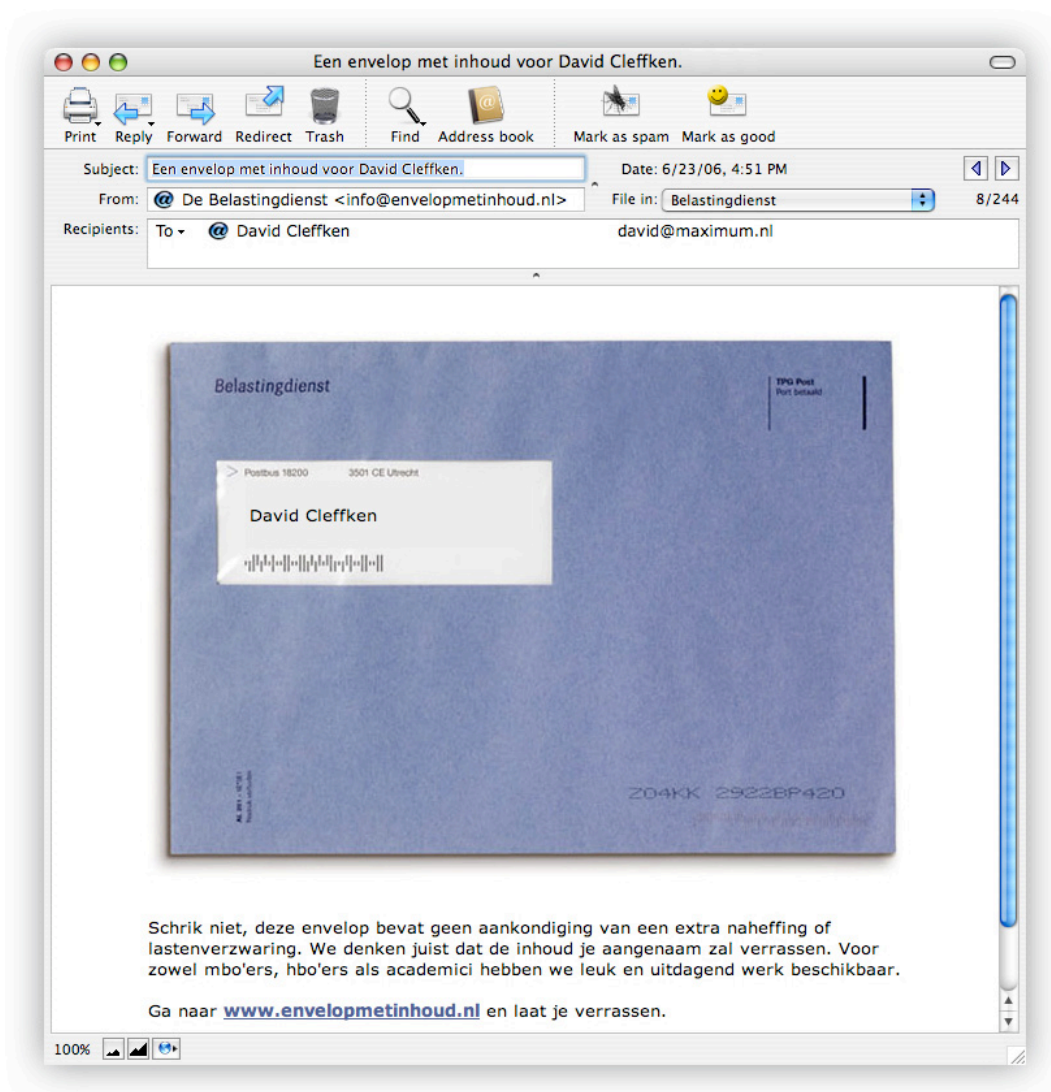 Een envelop met inhoud voor David Cleffken.
Print Reply Forward Redirect Trash Find Address book Mark as spam Mark as good
Subject: Een envelop met inhoud voor David Cleffken. Date: 6/23/06, 4:51 PM
From: @ De Belastingdienst <info@envelopmetinhoud.nl> File in: Belastingdienst 8/244
Recipients: To @ David Cleffken david@maximum.nl
Belastingdienst
TPG Post
Port betaald
> Postbus 18200 3501 CE Utrecht
David Cleffken
Z04KK 2922BP420
Schrik niet, deze envelop bevat geen aankondiging van een extra naheffing of
lastenverzwaring. We denken juist dat de inhoud je aangenaam zal verrassen. Voor
zowel mbo'ers, hbo'ers als academici hebben we leuk en uitdagend werk beschikbaar.
Ga naar www.envelopmetinhoud.nl en laat je verrassen.
100%